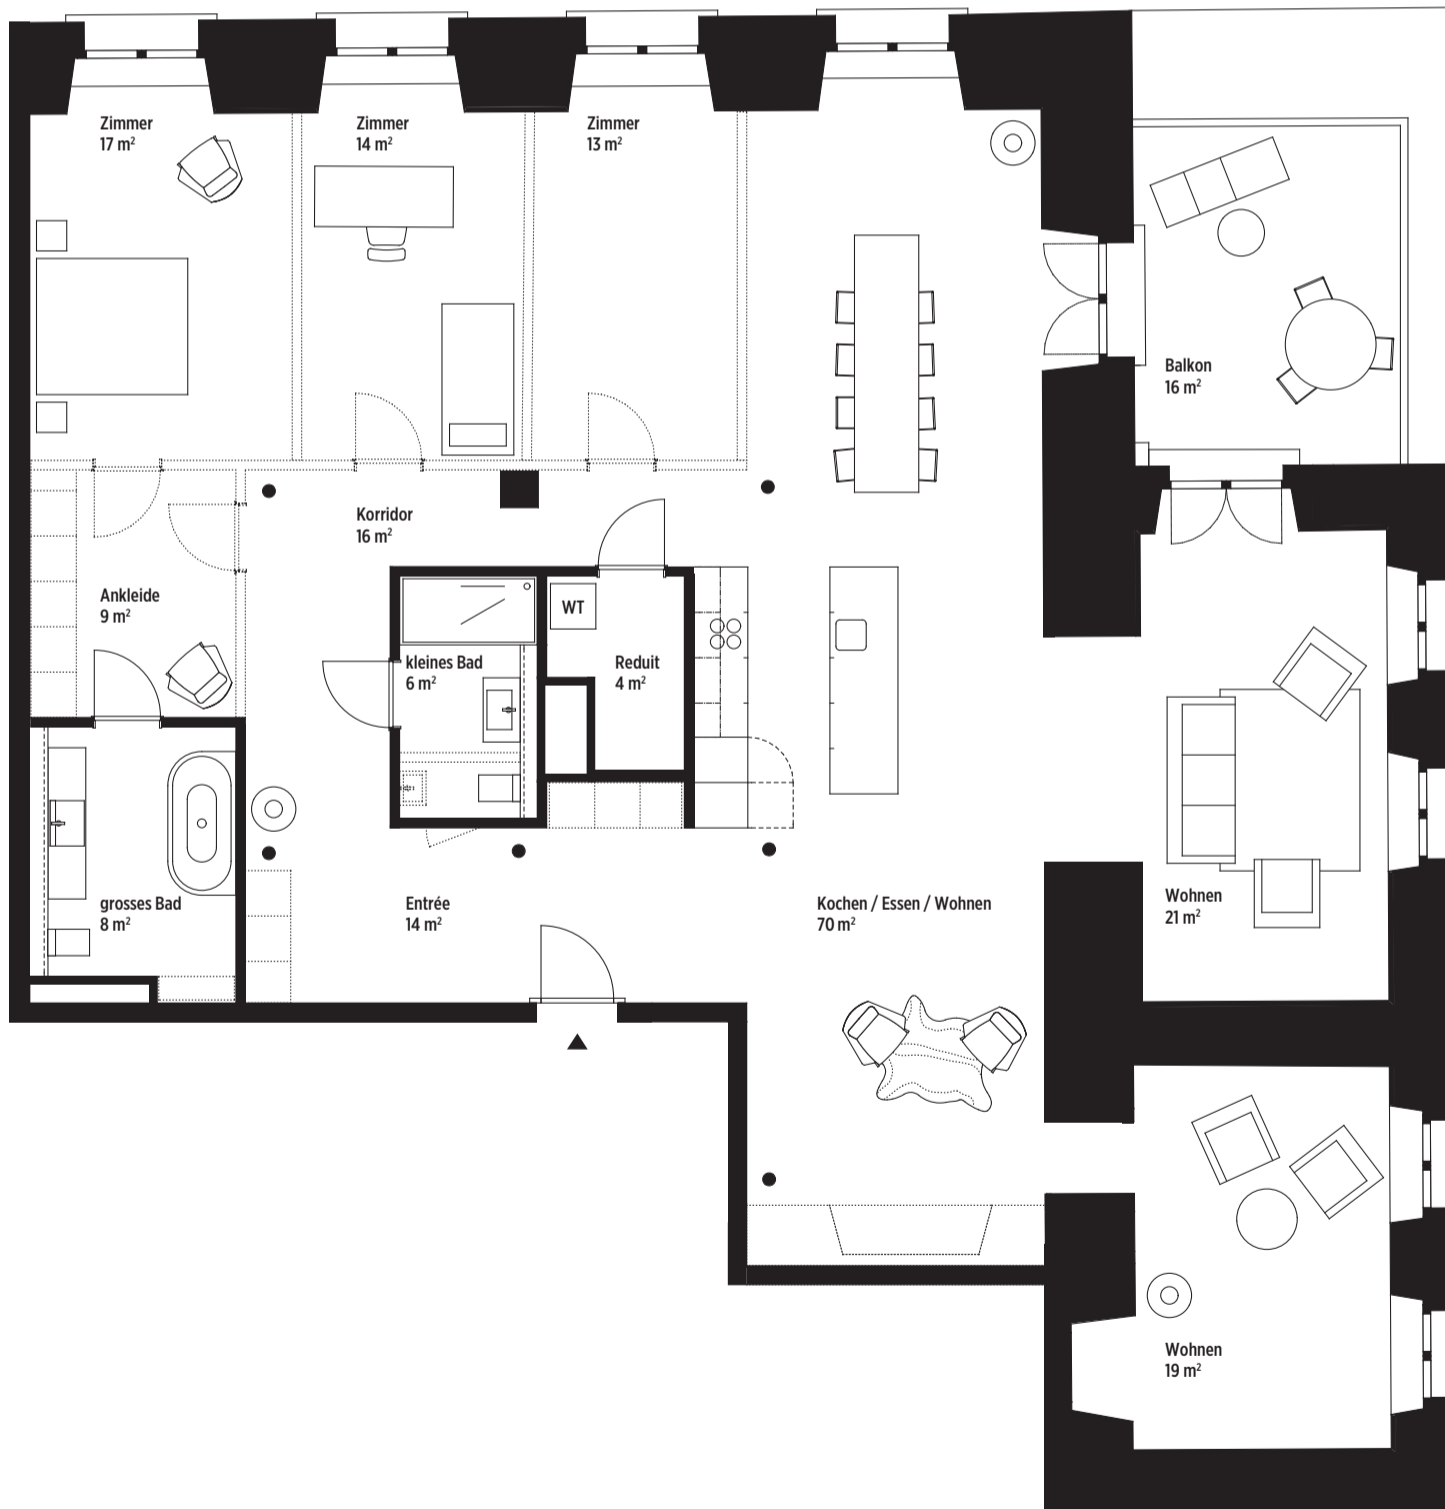 Zimmer
17 m²
Zimmer
14 m²
Zimmer
13 m²
Balkon
16 m²
Korridor
16 m²
Ankleide
9 m²
WT
kleines Bad
6 m²
Reduit
4 m²
grosses Bad
8 m²
Entrée
14 m²
Kochen / Essen / Wohnen
70 m²
Wohnen
21 m²
Wohnen
19 m²